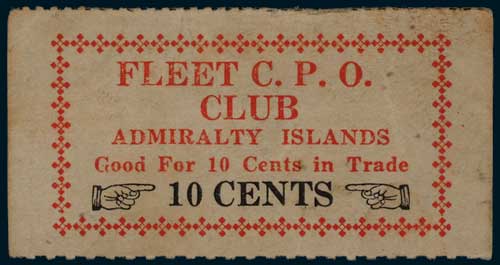 FLEET C. P. O.
CLUB
ADMIRALTY ISLANDS
Good For 10 Cents in Trade
10 CENTS